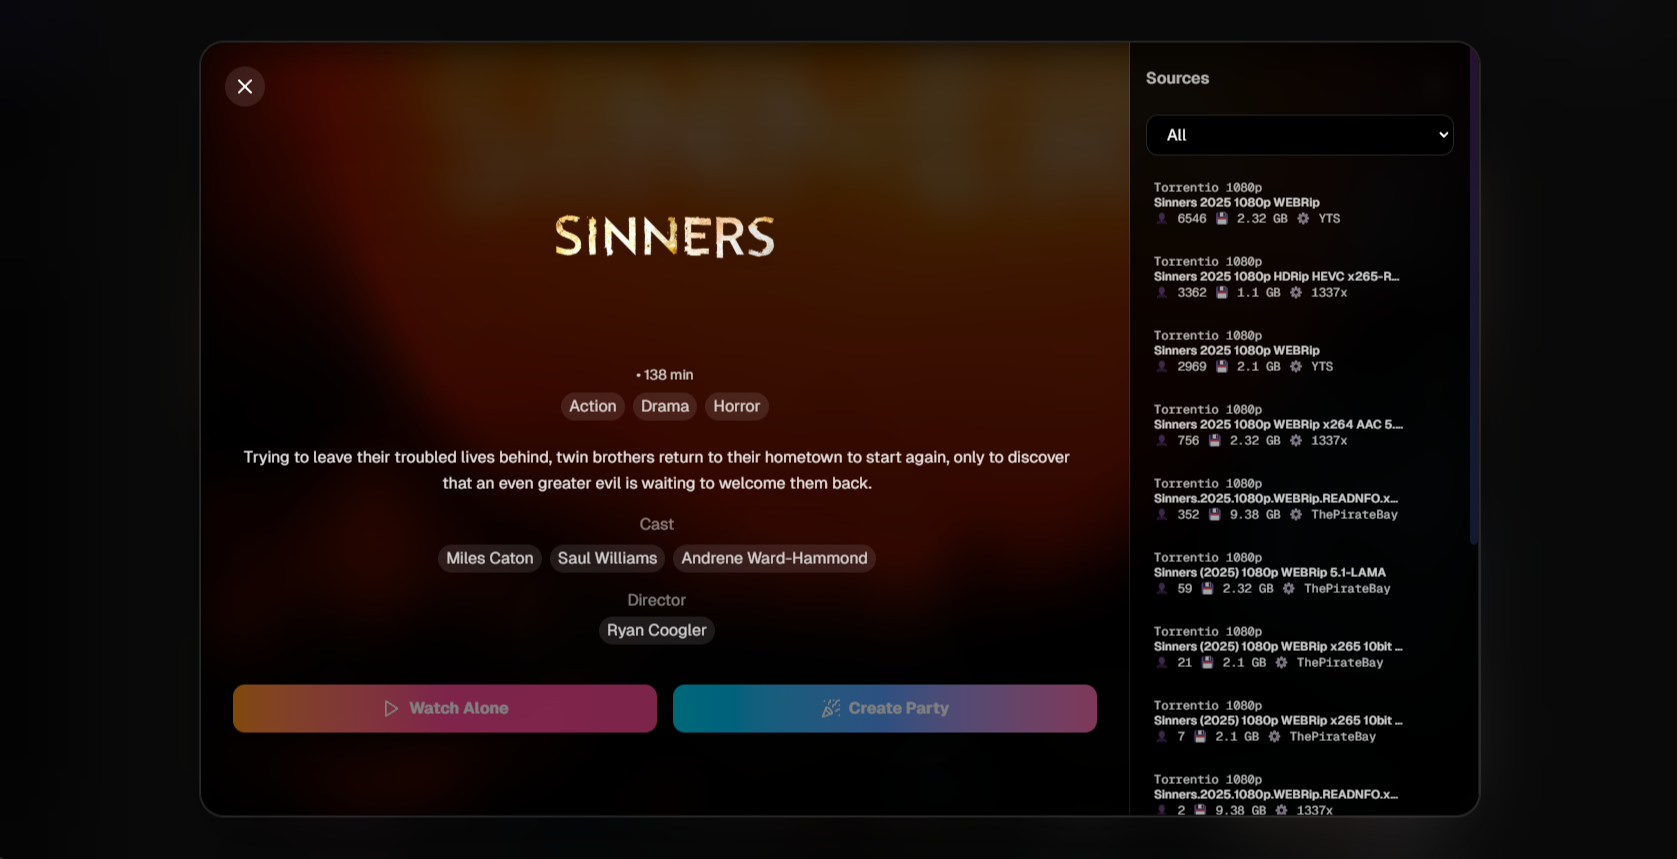 SINNERS
• 138 min
Action Drama Horror
Trying to leave their troubled lives behind, twin brothers return to their hometown to start again, only to discover
that an even greater evil is waiting to welcome them back.
Cast
Miles Caton Saul Williams Andrene Ward-Hammond
Director
Ryan Coogler
Watch Alone Create Party
Sources
All
Torrentio 1080p
Sinners 2025 1080p WEBRip
👤 6546 💾 2.32 GB ⚙️ YTS
Torrentio 1080p
Sinners 2025 1080p HDRip HEVC x265-R...
👤 3362 💾 1.1 GB ⚙️ 1337x
Torrentio 1080p
Sinners 2025 1080p WEBRip
👤 2969 💾 2.1 GB ⚙️ YTS
Torrentio 1080p
Sinners 2025 1080p WEBRip x264 AAC 5....
👤 756 💾 2.32 GB ⚙️ 1337x
Torrentio 1080p
Sinners.2025.1080p.WEBRip.READNFO.x...
👤 352 💾 9.38 GB ⚙️ ThePirateBay
Torrentio 1080p
Sinners (2025) 1080p WEBRip 5.1-LAMA
👤 59 💾 2.32 GB ⚙️ ThePirateBay
Torrentio 1080p
Sinners (2025) 1080p WEBRip x265 10bit ...
👤 21 💾 2.1 GB ⚙️ ThePirateBay
Torrentio 1080p
Sinners (2025) 1080p WEBRip x265 10bit ...
👤 7 💾 2.1 GB ⚙️ ThePirateBay
Torrentio 1080p
Sinners.2025.1080p.WEBRip.READNFO.x...
👤 2 💾 9.38 GB ⚙️ 1337x